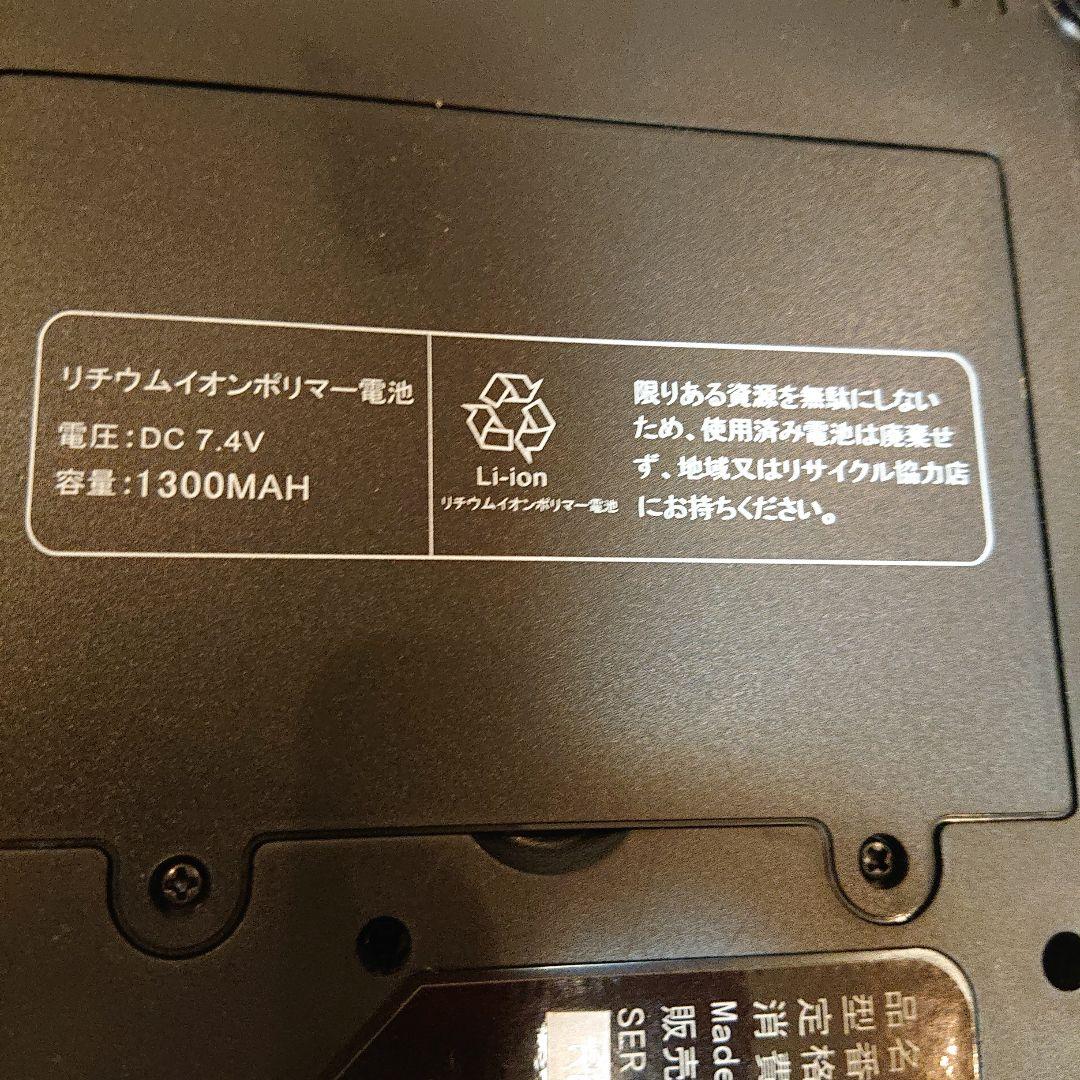 リチウムイオンポリマー電池
電圧:DC 7.4V
容量:1300MAH
Li-ion
リチウムイオンポリマー電池
限りある資源を無駄にしない
ため、使用済み電池は廃棄せ
ず、地域又はリサイクル協力店
にお持ちください。
品名
型番
定格
消費
Made
販売
SER